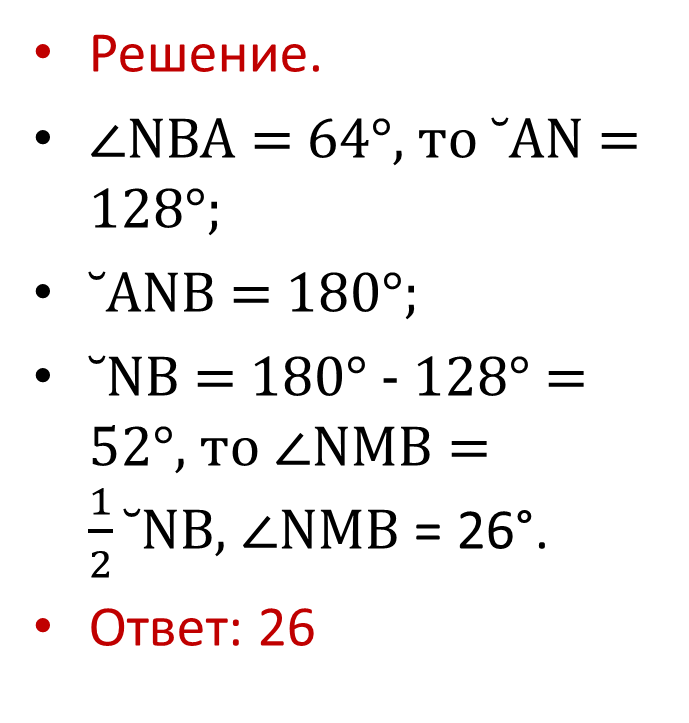 • Решение.
• ∠NBA = 64°, то ˘AN =
128°;
• ˘ANB = 180°;
• ˘NB = 180° - 128° =
52°, то ∠NMB =
1/2 ˘NB, ∠NMB = 26°.
• Ответ: 26